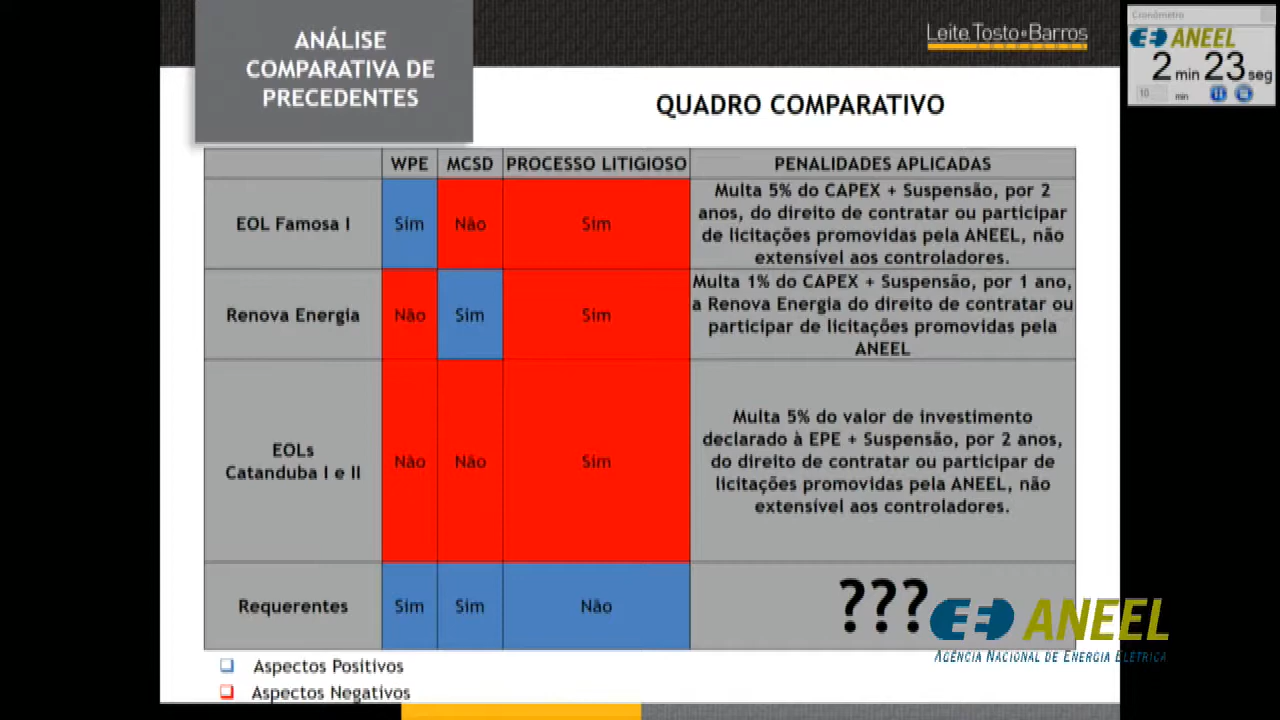 ANÁLISE
COMPARATIVA DE
PRECEDENTES
Leite, Tosto e Barros
ADVOGADOS
Cronômetro
ANEEL
2 min 23 seg
10 min
QUADRO COMPARATIVO
WPE MCSD PROCESSO LITIGIOSO PENALIDADES APLICADAS
EOL Famosa I Sim Não Sim
Multa 5% do CAPEX + Suspensão, por 2
anos, do direito de contratar ou participar
de licitações promovidas pela ANEEL, não
extensível aos controladores.
Renova Energia Não Sim Sim
Multa 1% do CAPEX + Suspensão, por 1 ano,
a Renova Energia do direito de contratar ou
participar de licitações promovidas pela
ANEEL
EOLs
Catanduba I e II Não Não Sim
Multa 5% do valor de investimento
declarado à EPE + Suspensão, por 2 anos,
do direito de contratar ou participar de
licitações promovidas pela ANEEL, não
extensível aos controladores.
Requerentes Sim Sim Não ???
ANEEL
AGÊNCIA NACIONAL DE ENERGIA ELÉTRICA
Aspectos Positivos
Aspectos Negativos